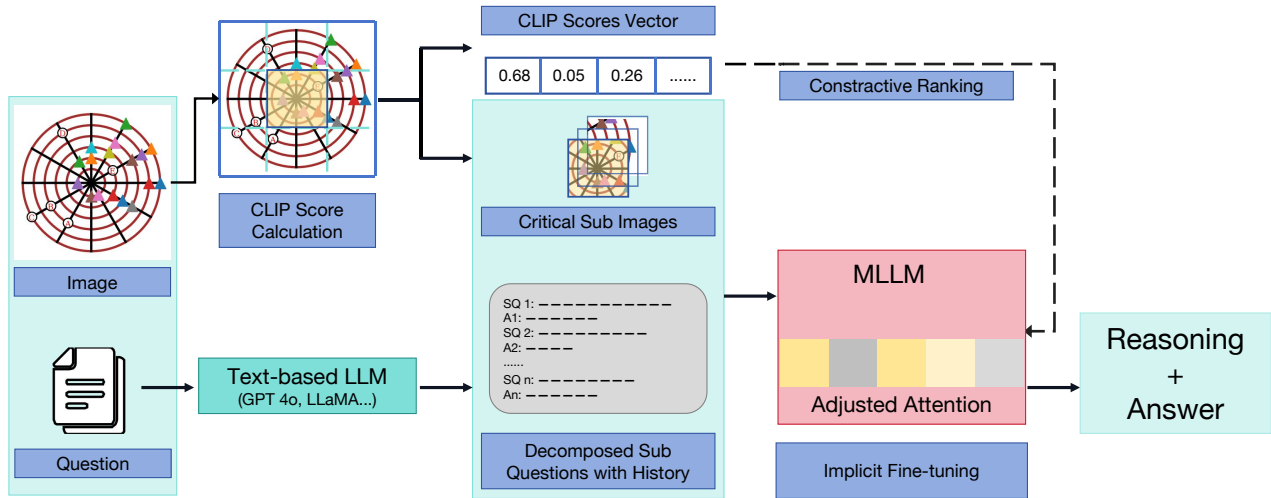 CLIP Scores Vector
0.68 0.05 0.26 ......
Constractive Ranking
CLIP Score
Calculation
Critical Sub Images
Image
D
E
B
C
A
D
B
C
A
E
MLLM
SQ 1:
A1:
SQ 2:
A2:
......
SQ n:
An:
Text-based LLM
(GPT 4o, LLaMA...)
Adjusted Attention
Reasoning
+
Answer
Question
Decomposed Sub
Questions with History
Implicit Fine-tuning